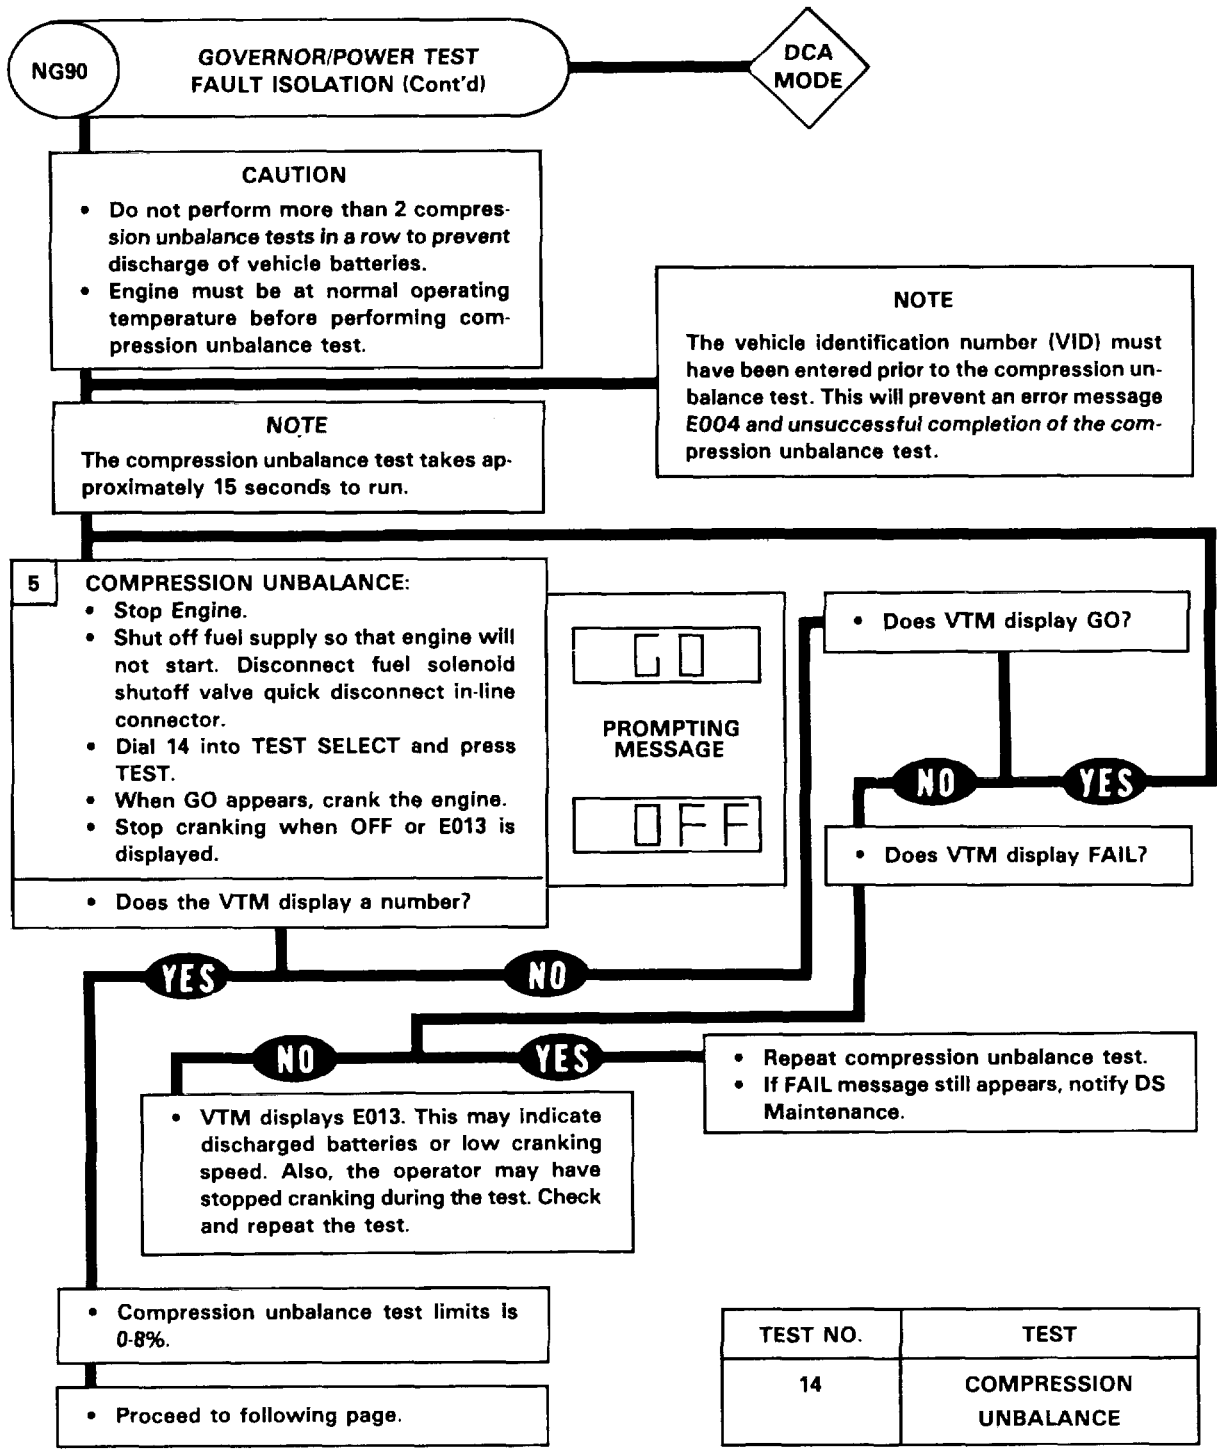 NG90
GOVERNOR/POWER TEST
FAULT ISOLATION (Cont'd)
DCA
MODE
CAUTION
• Do not perform more than 2 compres-
sion unbalance tests in a row to prevent
discharge of vehicle batteries.
• Engine must be at normal operating
temperature before performing com-
pression unbalance test.
NOTE
The vehicle identification number (VID) must
have been entered prior to the compression un-
balance test. This will prevent an error message
E004 and unsuccessful completion of the com-
pression unbalance test.
NOTE
The compression unbalance test takes ap-
proximately 15 seconds to run.
5
COMPRESSION UNBALANCE:
• Stop Engine.
• Shut off fuel supply so that engine will
not start. Disconnect fuel solenoid
shutoff valve quick disconnect in-line
connector.
• Dial 14 into TEST SELECT and press
TEST.
• When GO appears, crank the engine.
• Stop cranking when OFF or E013 is
displayed.
• Does the VTM display a number?
GO
PROMPTING
MESSAGE
OFF
• Does VTM display GO?
NO
YES
• Does VTM display FAIL?
YES
NO
NO
YES
• Repeat compression unbalance test.
• If FAIL message still appears, notify DS
Maintenance.
• VTM displays E013. This may indicate
discharged batteries or low cranking
speed. Also, the operator may have
stopped cranking during the test. Check
and repeat the test.
• Compression unbalance test limits is
0-8%.
• Proceed to following page.
TEST NO.
TEST
14
COMPRESSION
UNBALANCE